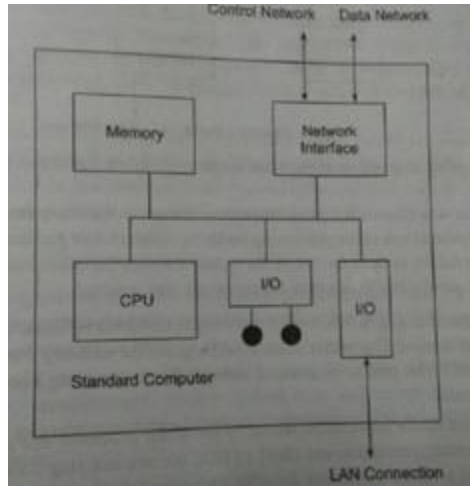 Control Network
Data Network
Memory
Network
Interface
CPU
I/O
I/O
Standard Computer
LAN Connection